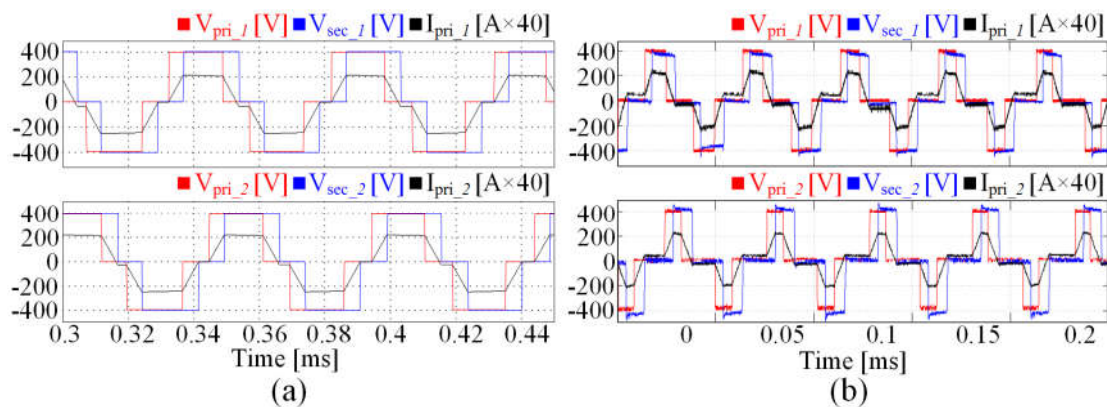 ■ V_pri_1 [V] ■ V_sec_1 [V] ■ I_pri_1 [A×40]
400
200
0
-200
-400
■ V_pri_2 [V] ■ V_sec_2 [V] ■ I_pri_2 [A×40]
400
200
0
-200
-400
0.3 0.32 0.34 0.36 0.38 0.4 0.42 0.44
Time [ms]
(a)
■ V_pri_1 [V] ■ V_sec_1 [V] ■ I_pri_1 [A×40]
400
200
0
-200
-400
■ V_pri_2 [V] ■ V_sec_2 [V] ■ I_pri_2 [A×40]
400
200
0
-200
-400
0 0.05 0.1 0.15 0.2
Time [ms]
(b)